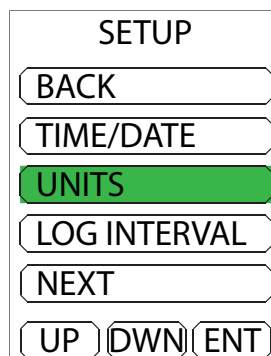 SETUP
BACK
TIME/DATE
UNITS
LOG INTERVAL
NEXT
UP DWN ENT